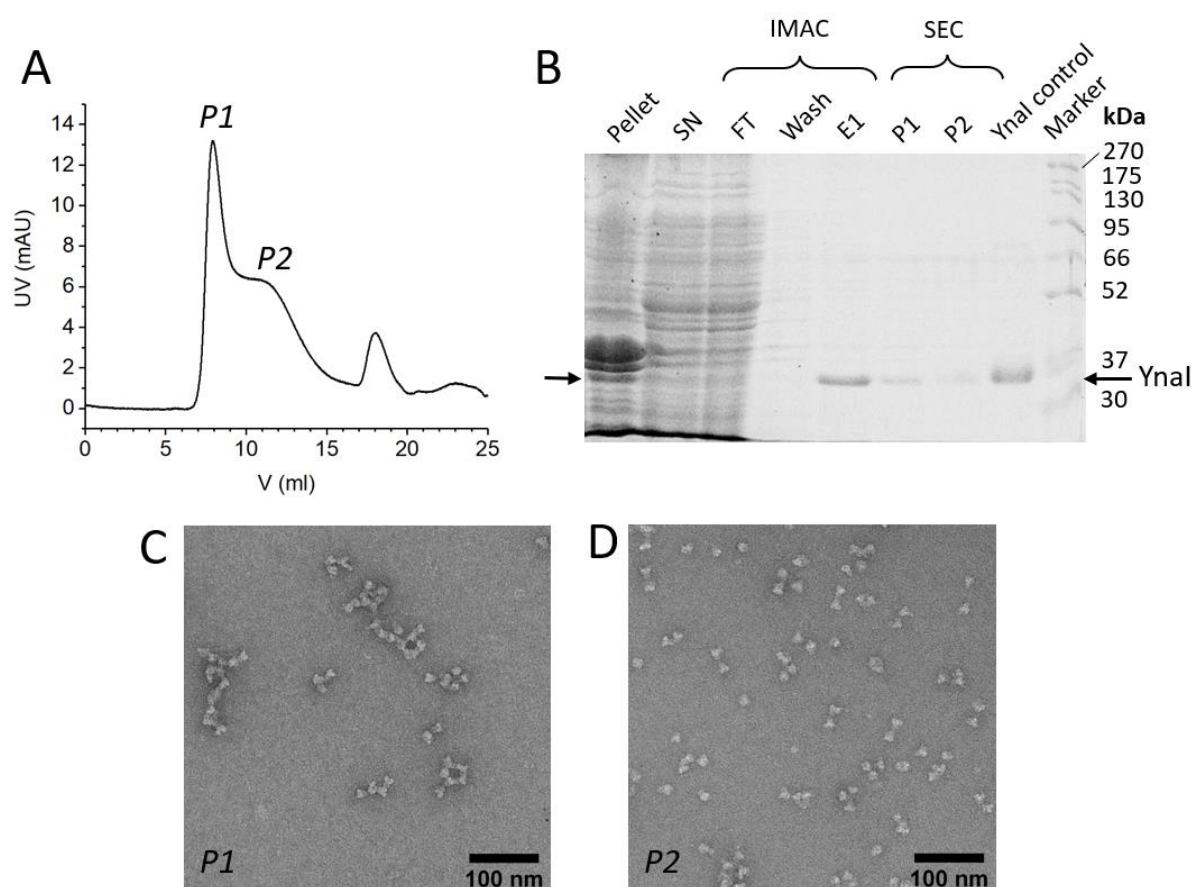 A
UV (mAU)
14
12
10
8
6
4
2
0
P1
P2
0 5 10 15 20 25
V (ml)
B
IMAC SEC
Pellet SN FT Wash E1 P1 P2 YnaI control Marker
kDa
270
175
130
95
66
52
37
30
YnaI
C
P1
100 nm
D
P2
100 nm